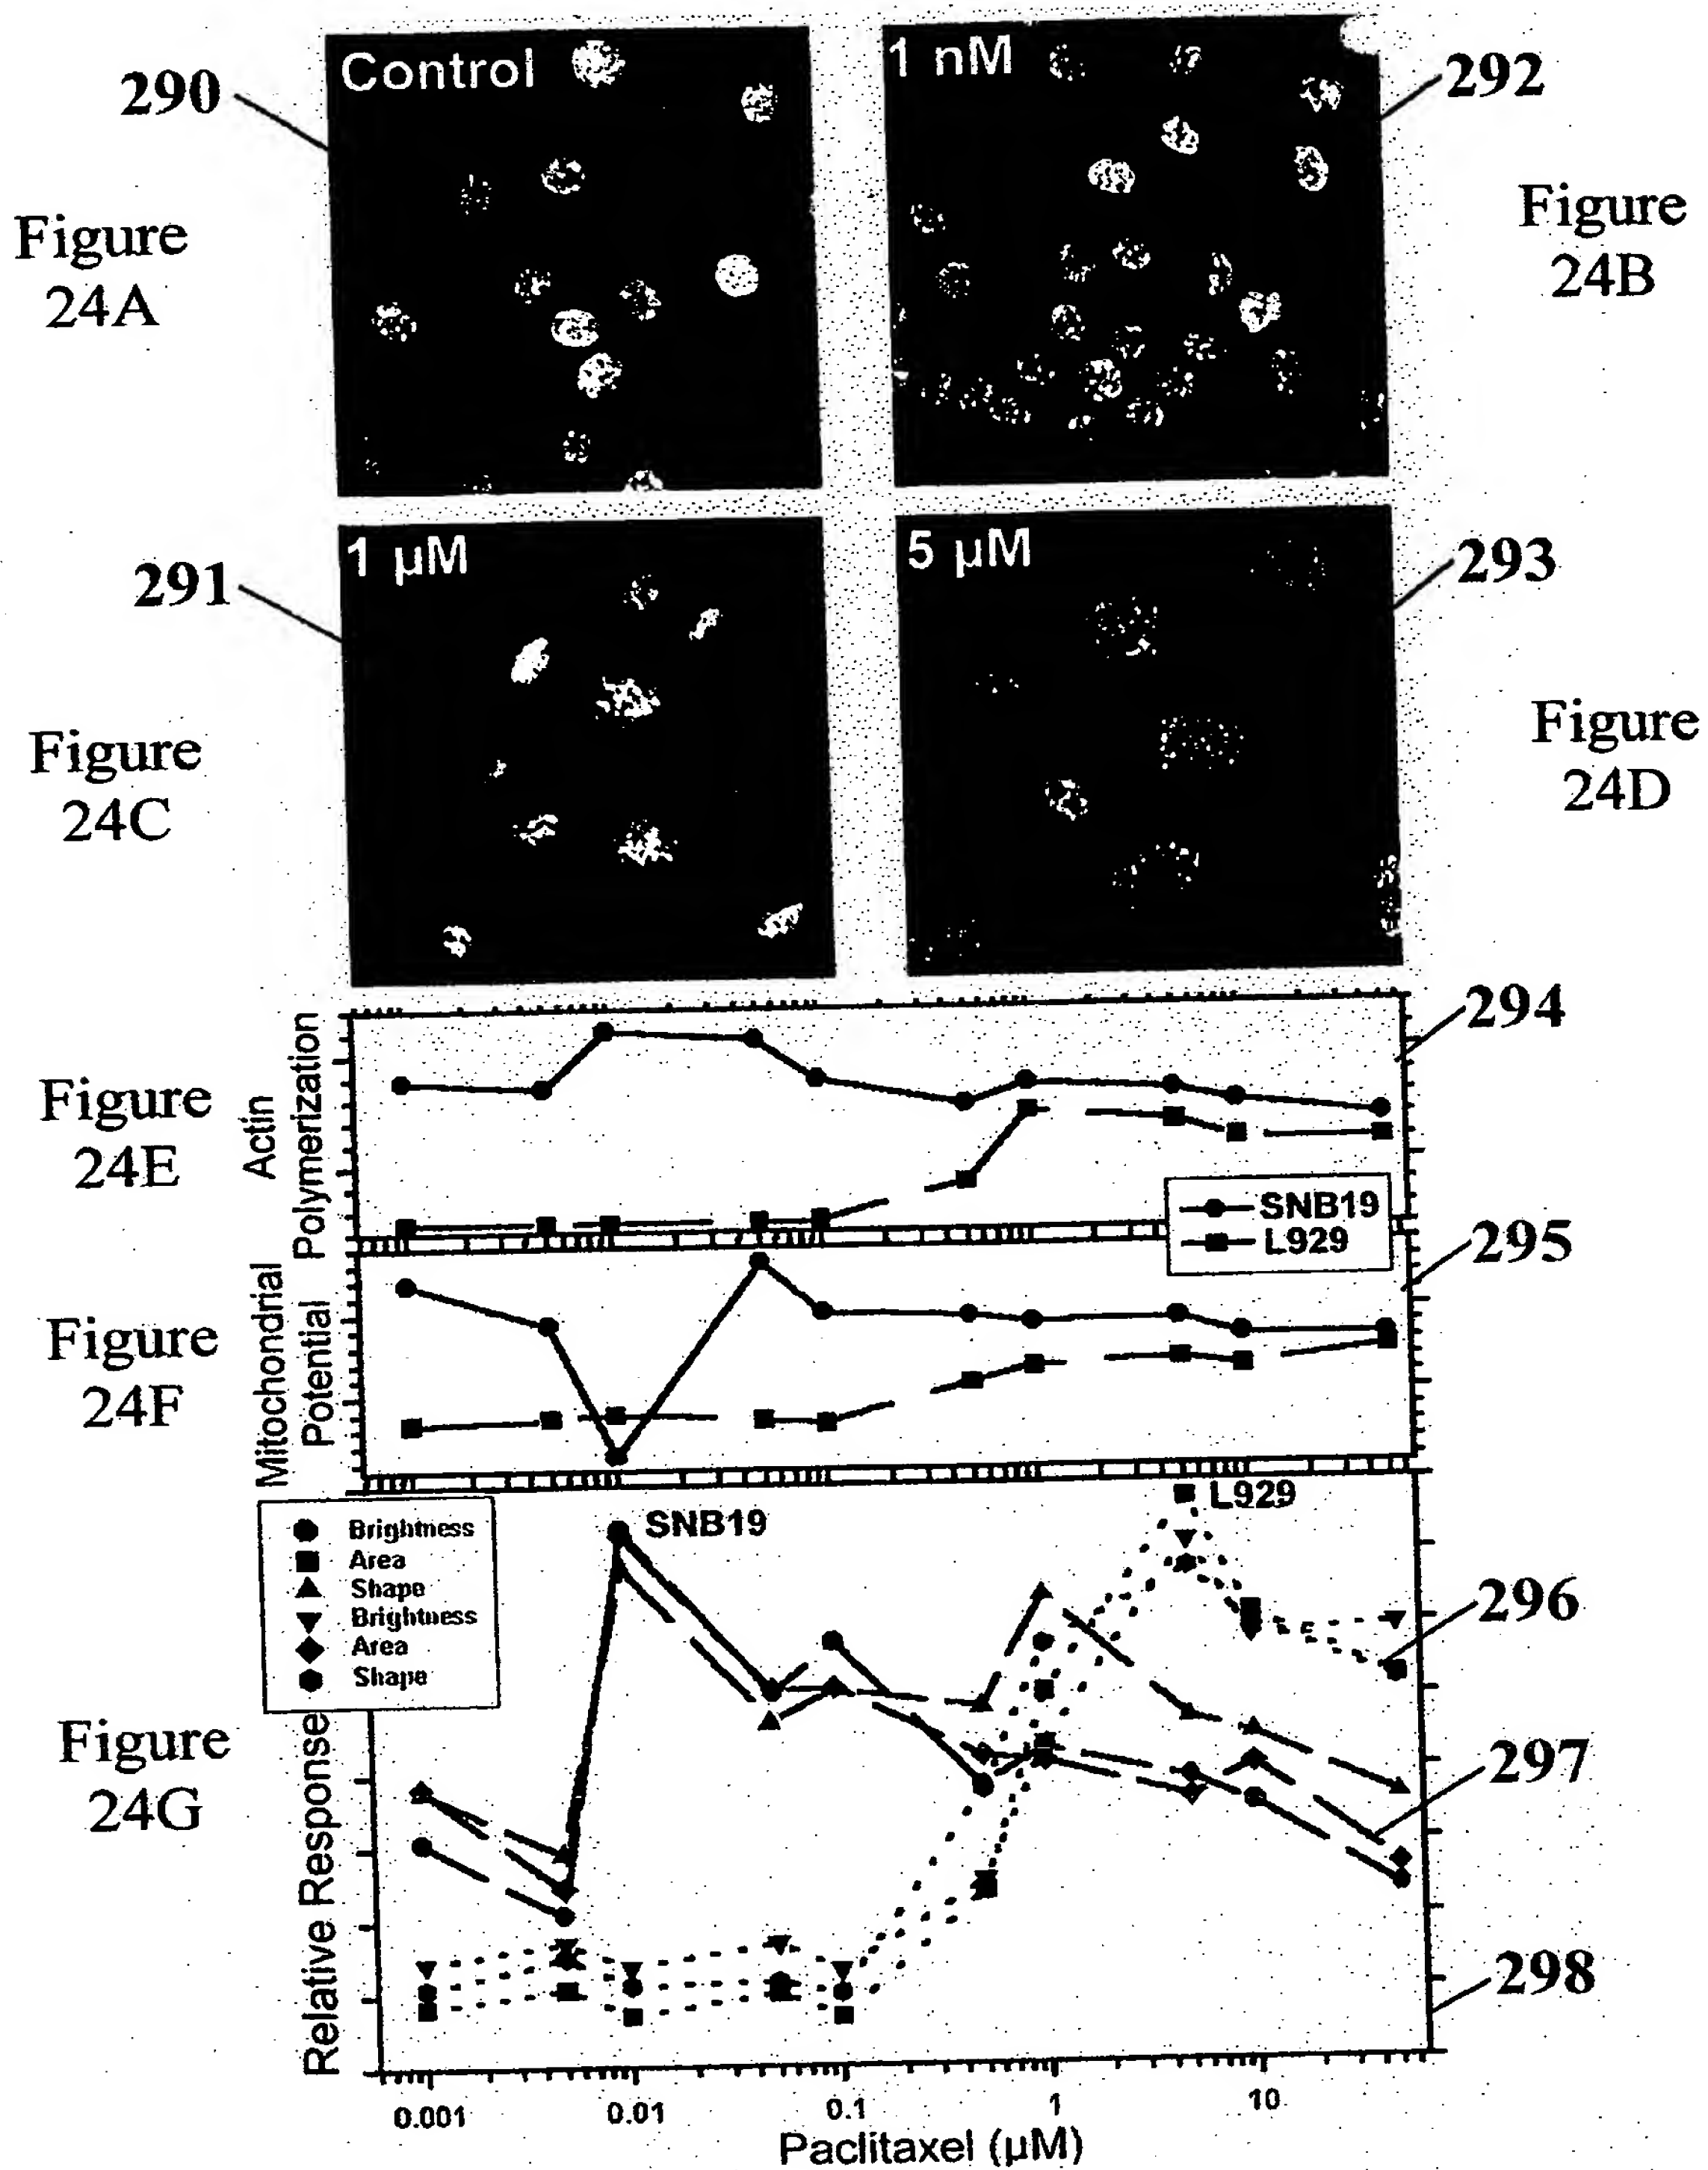 Control
1 nM
290
292
Figure
24A
Figure
24B
1 µM
5 µM
291
293
Figure
24C
Figure
24D
294
Figure
24E
Actin
Polymerization
SNB19
L929
295
Figure
24F
Mitochondrial
Potential
Brightness
Area
Shape
Brightness
Area
Shape
SNB19
L929
296
Figure
24G
297
Relative Response
298
0.001
0.01
0.1
1
10
Paclitaxel (µM)